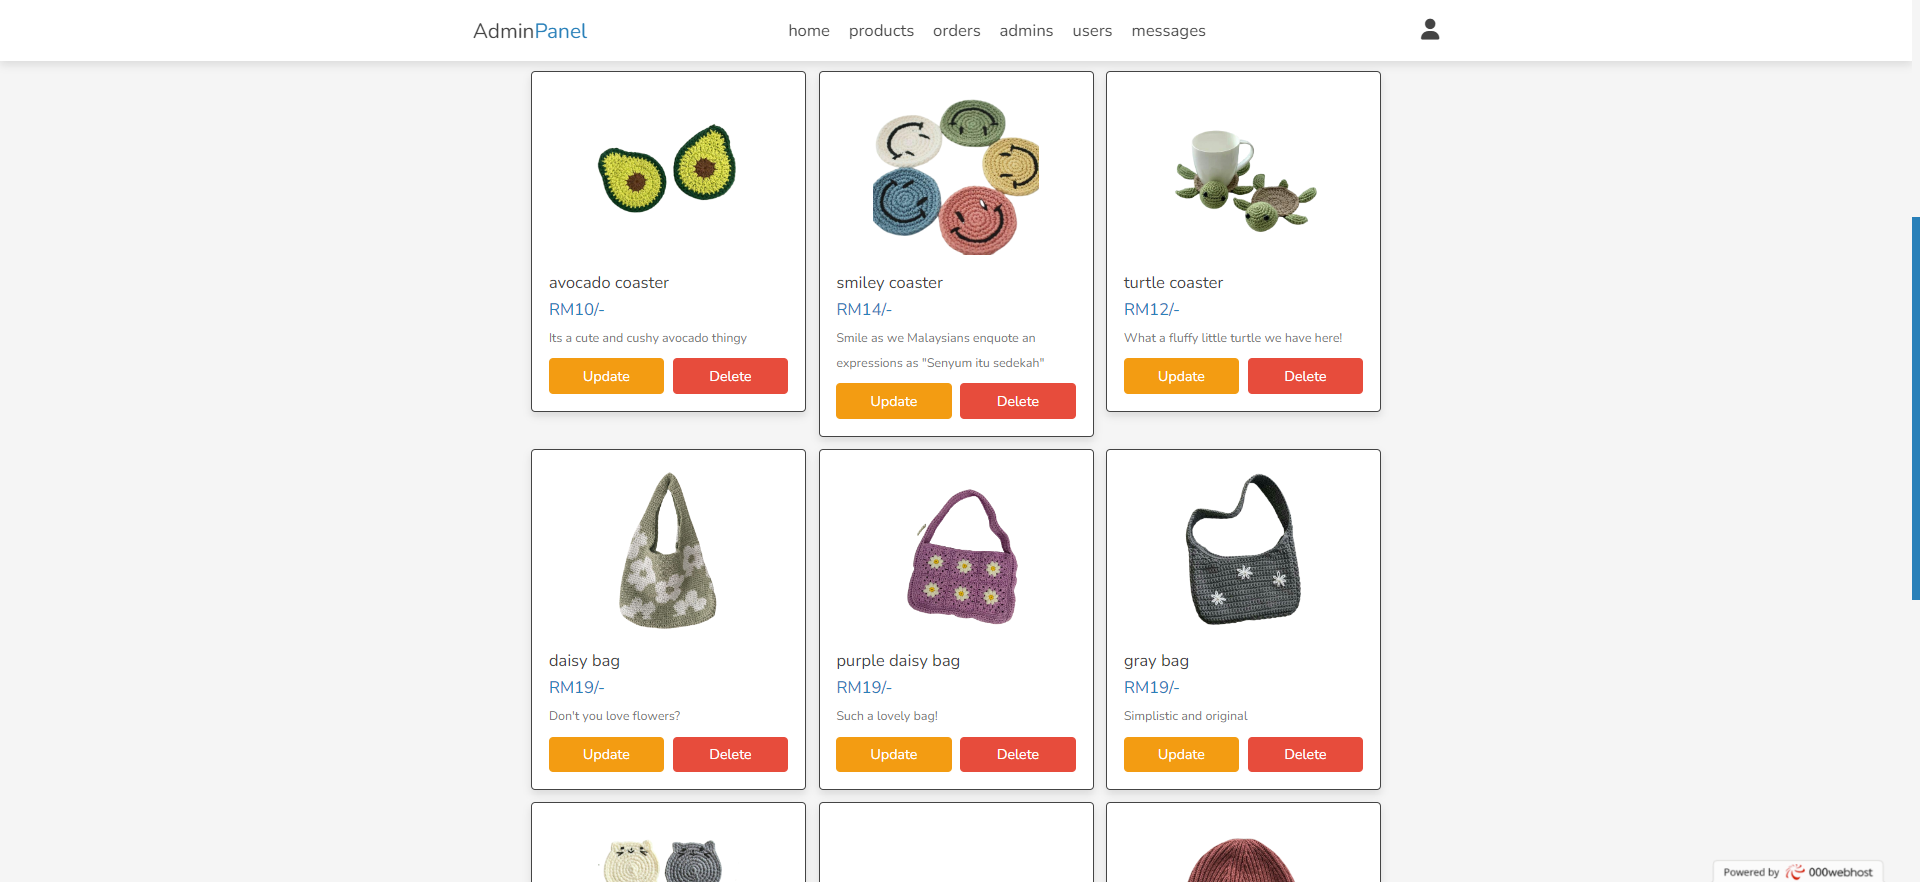 AdminPanel
home products orders admins users messages
avocado coaster
RM10/-
Its a cute and cushy avocado thingy
Update Delete
smiley coaster
RM14/-
Smile as we Malaysians enquote an
expressions as "Senyum itu sedekah"
Update Delete
turtle coaster
RM12/-
What a fluffy little turtle we have here!
Update Delete
daisy bag
RM19/-
Don't you love flowers?
Update Delete
purple daisy bag
RM19/-
Such a lovely bag!
Update Delete
gray bag
RM19/-
Simplistic and original
Update Delete
Powered by 000webhost